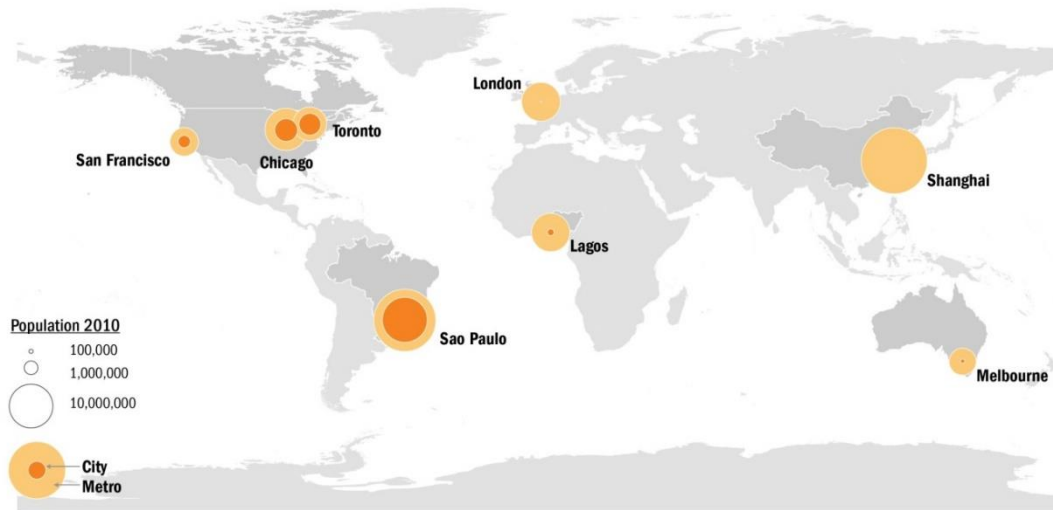 London
Toronto
San Francisco
Chicago
Shanghai
Lagos
Sao Paulo
Melbourne
Population 2010
100,000
1,000,000
10,000,000
City
Metro